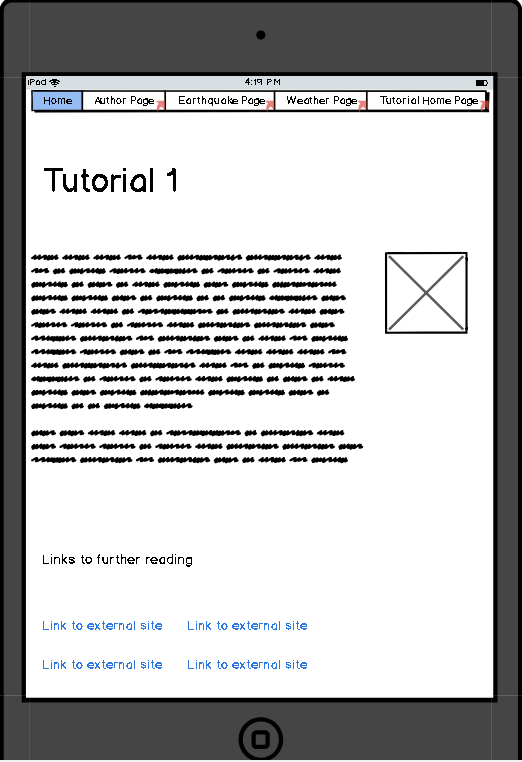 iPad 4:19 PM
Home Author Page Earthquake Page Weather Page Tutorial Home Page
Tutorial 1
Links to further reading
Link to external site Link to external site
Link to external site Link to external site